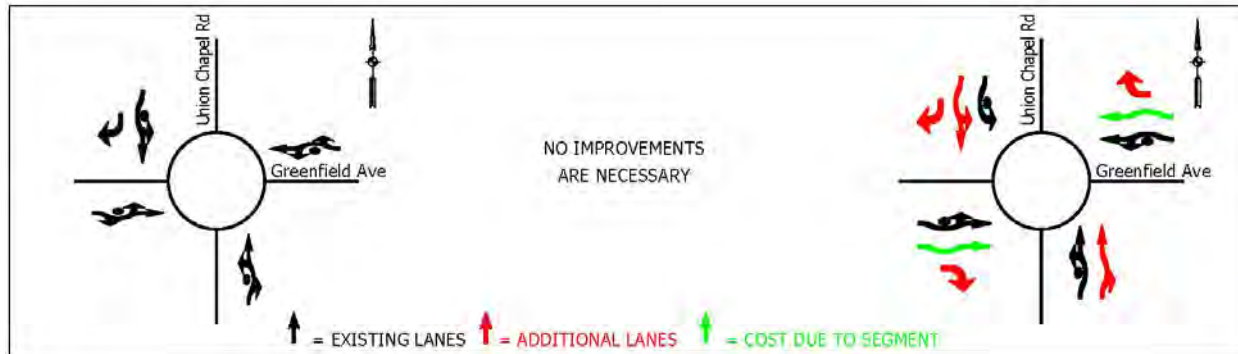 Union Chapel Rd
Greenfield Ave
NO IMPROVEMENTS
ARE NECESSARY
Union Chapel Rd
Greenfield Ave
= EXISTING LANES
= ADDITIONAL LANES
= COST DUE TO SEGMENT